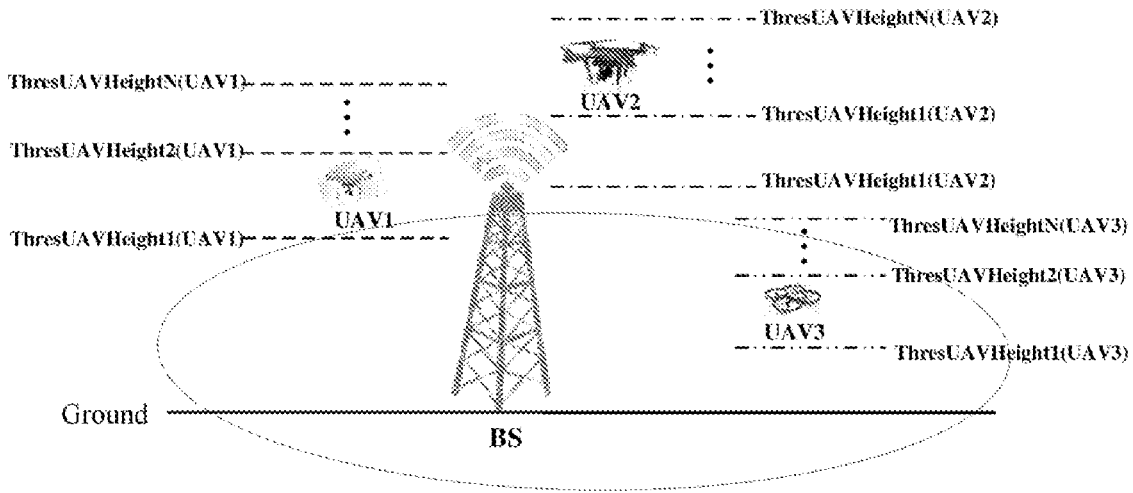 ThresUAVHeightN(UAV2)
ThresUAVHeightN(UAV1)
UAV2
ThresUAVHeight1(UAV2)
ThresUAVHeight2(UAV1)
ThresUAVHeight1(UAV2)
UAV1
ThresUAVHeightN(UAV3)
ThresUAVHeight1(UAV1)
ThresUAVHeight2(UAV3)
UAV3
ThresUAVHeight1(UAV3)
Ground
BS